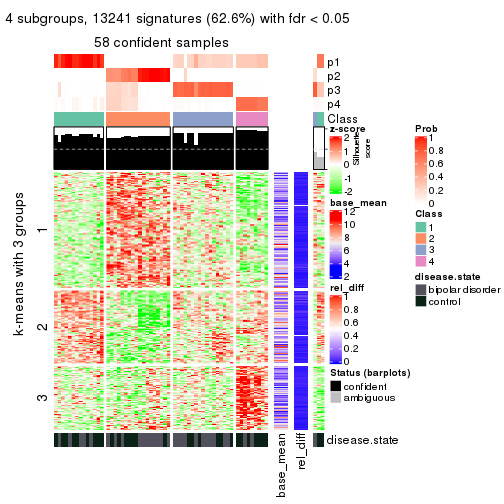 4 subgroups, 13241 signatures (62.6%) with fdr < 0.05
58 confident samples
p1
p2
p3
p4
Class
Silhouette
score
k-means with 3 groups
1
2
3
base_mean
rel_diff
disease.state
z-score
2
1
0
-1
-2
base_mean
12
10
8
6
4
2
rel_diff
1
0.8
0.6
0.4
0.2
0
Status (barplots)
confident
ambiguous
Prob
1
0.8
0.6
0.4
0.2
0
Class
1
2
3
4
disease.state
bipolar disorder
control